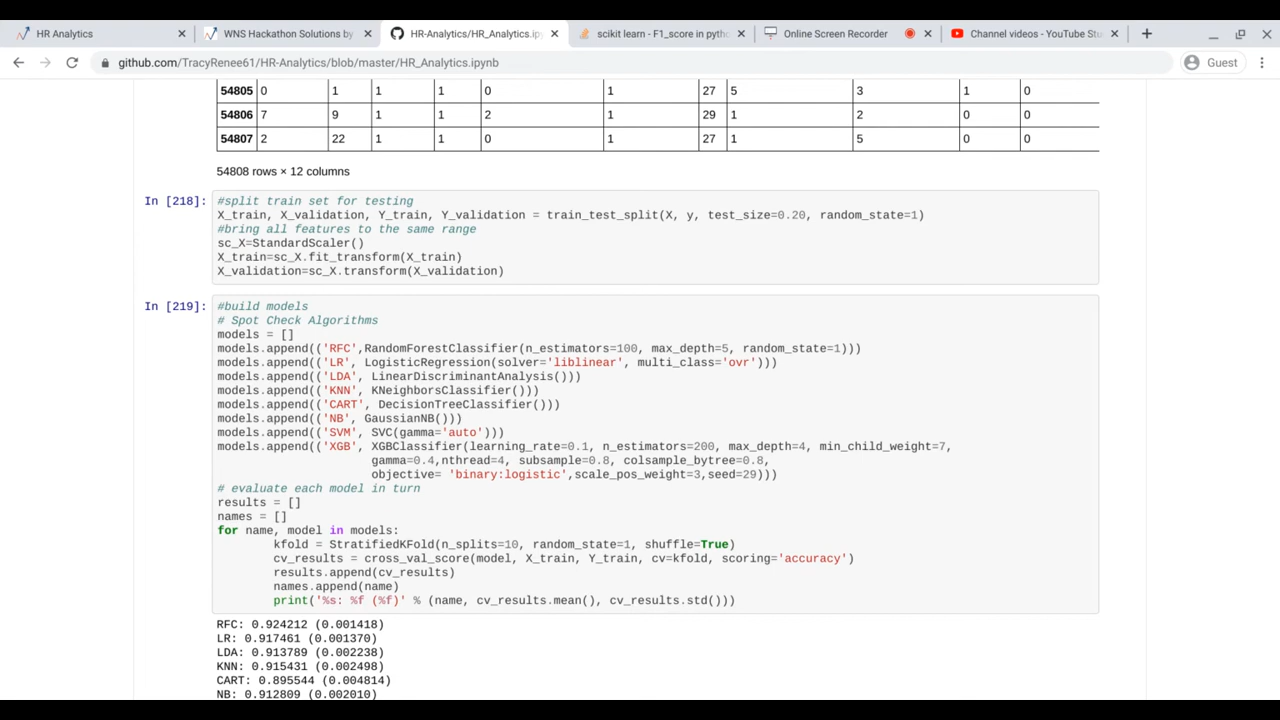 HR Analytics
WNS Hackathon Solutions by
HR-Analytics/HR_Analytics.ipy
scikit learn - F1_score in python
Online Screen Recorder
Channel videos - YouTube Stu
github.com/TracyRenee61/HR-Analytics/blob/master/HR_Analytics.ipynb
Guest
54805 0 1 1 1 0 1 27 5 3 1 0
54806 7 9 1 1 2 1 29 1 2 0 0
54807 2 22 1 1 0 1 27 1 5 0 0
54808 rows × 12 columns
In [218]:
#split train set for testing
X_train, X_validation, Y_train, Y_validation = train_test_split(X, y, test_size=0.20, random_state=1)
#bring all features to the same range
sc_X=StandardScaler()
X_train=sc_X.fit_transform(X_train)
X_validation=sc_X.transform(X_validation)
In [219]:
#build models
# Spot Check Algorithms
models = []
models.append(('RFC',RandomForestClassifier(n_estimators=100, max_depth=5, random_state=1)))
models.append(('LR', LogisticRegression(solver='liblinear', multi_class='ovr')))
models.append(('LDA', LinearDiscriminantAnalysis()))
models.append(('KNN', KNeighborsClassifier()))
models.append(('CART', DecisionTreeClassifier()))
models.append(('NB', GaussianNB()))
models.append(('SVM', SVC(gamma='auto')))
models.append(('XGB', XGBClassifier(learning_rate=0.1, n_estimators=200, max_depth=4, min_child_weight=7,
gamma=0.4,nthread=4, subsample=0.8, colsample_bytree=0.8,
objective= 'binary:logistic',scale_pos_weight=3,seed=29)))
# evaluate each model in turn
results = []
names = []
for name, model in models:
kfold = StratifiedKFold(n_splits=10, random_state=1, shuffle=True)
cv_results = cross_val_score(model, X_train, Y_train, cv=kfold, scoring='accuracy')
results.append(cv_results)
names.append(name)
print('%s: %f (%f)' % (name, cv_results.mean(), cv_results.std()))
RFC: 0.924212 (0.001418)
LR: 0.917461 (0.001370)
LDA: 0.913789 (0.002238)
KNN: 0.915431 (0.002498)
CART: 0.895544 (0.004814)
NB: 0.912809 (0.002010)